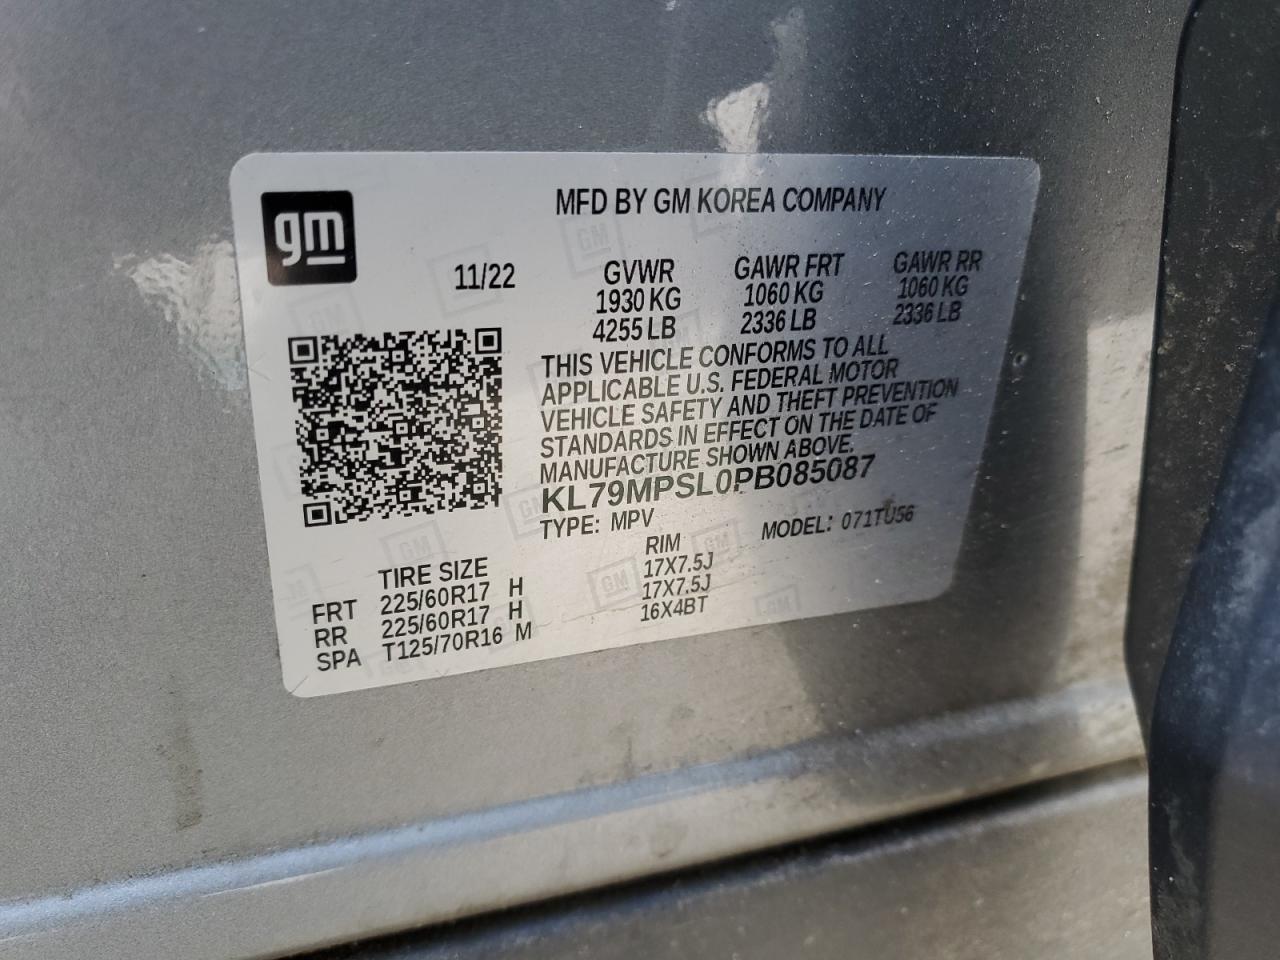 gm
MFD BY GM KOREA COMPANY
11/22
GVWR GAWR FRT GAWR RR
1930 KG 1060 KG 1060 KG
4255 LB 2336 LB 2336 LB
THIS VEHICLE CONFORMS TO ALL
APPLICABLE U.S. FEDERAL MOTOR
VEHICLE SAFETY AND THEFT PREVENTION
STANDARDS IN EFFECT ON THE DATE OF
MANUFACTURE SHOWN ABOVE.
KL79MPSL0PB085087
TYPE: MPV MODEL: 071TU56
TIRE SIZE RIM
FRT 225/60R17 H 17X7.5J
RR 225/60R17 H 17X7.5J
SPA T125/70R16 M 16X4BT